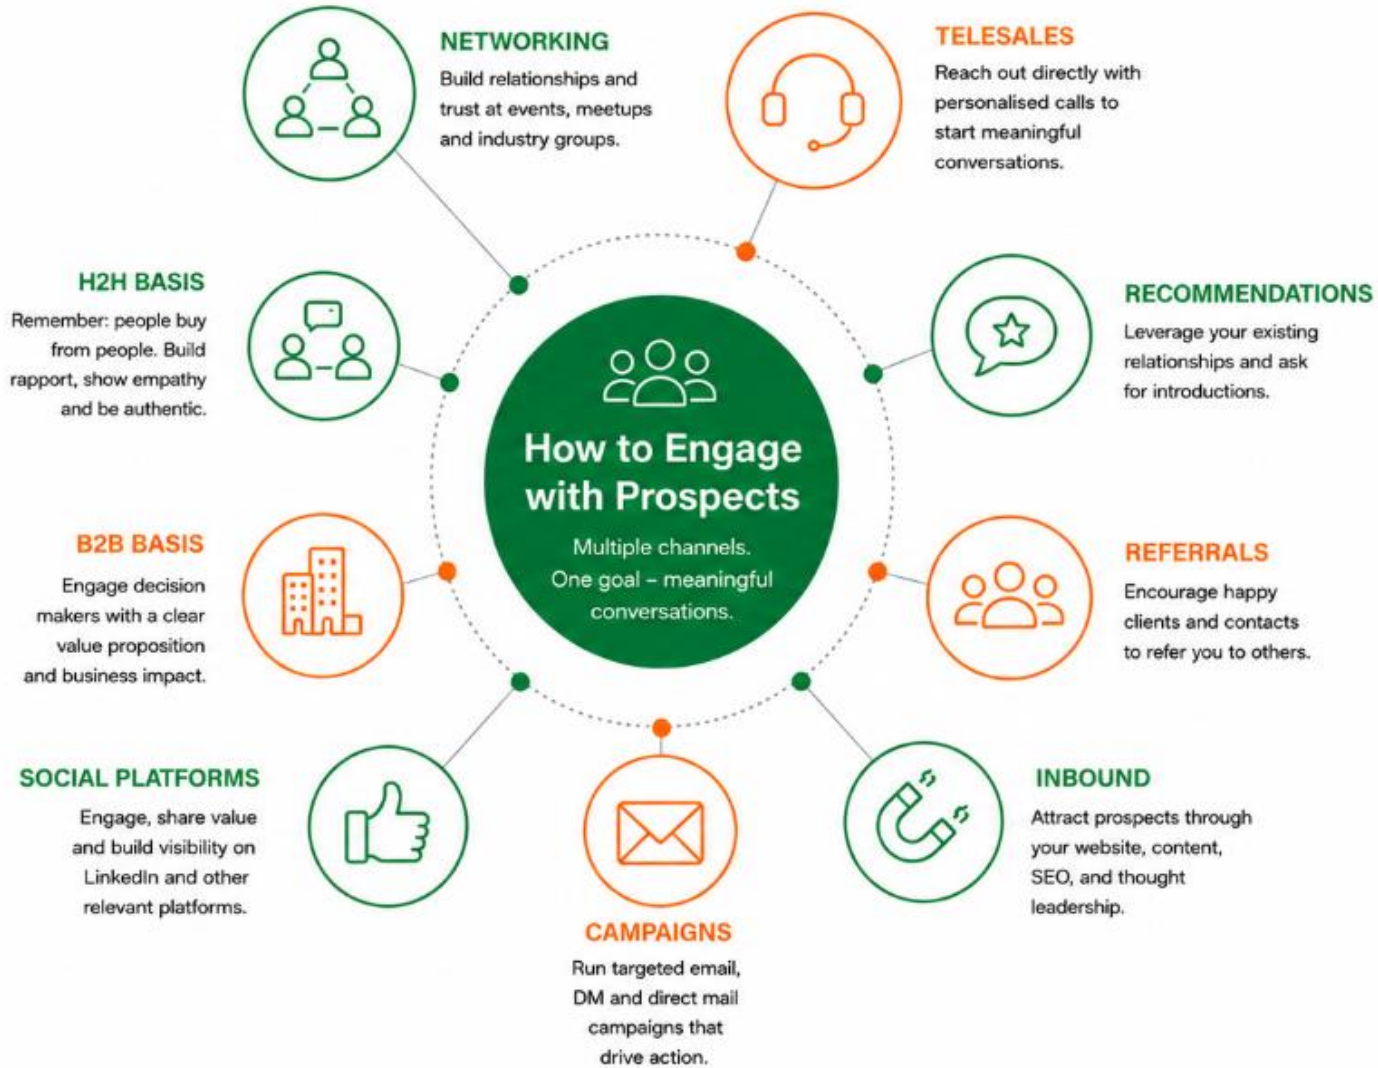 NETWORKING
Build relationships and
trust at events, meetups
and industry groups.
TELESALES
Reach out directly with
personalised calls to
start meaningful
conversations.
H2H BASIS
Remember: people buy
from people. Build
rapport, show empathy
and be authentic.
RECOMMENDATIONS
Leverage your existing
relationships and ask
for introductions.
How to Engage
with Prospects
Multiple channels.
One goal – meaningful
conversations.
B2B BASIS
Engage decision
makers with a clear
value proposition
and business impact.
REFERRALS
Encourage happy
clients and contacts
to refer you to others.
SOCIAL PLATFORMS
Engage, share value
and build visibility on
LinkedIn and other
relevant platforms.
CAMPAIGNS
Run targeted email,
DM and direct mail
campaigns that
drive action.
INBOUND
Attract prospects through
your website, content,
SEO, and thought
leadership.